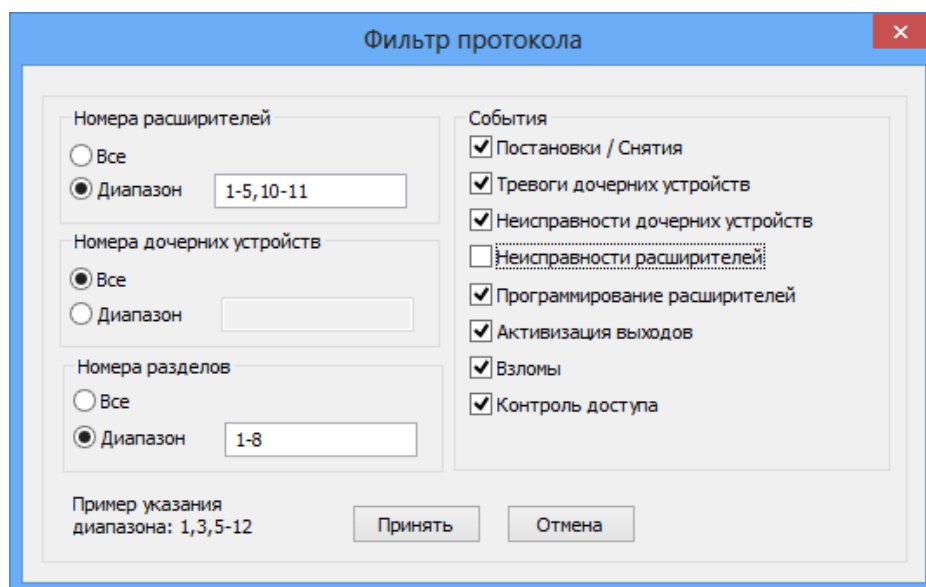 Фильтр протокола
Номера расширителей
Все
Диапазон 1-5,10-11
Номера дочерних устройств
Все
Диапазон
Номера разделов
Все
Диапазон 1-8
Пример указания
диапазона: 1,3,5-12
События
Постановки / Снятия
Тревоги дочерних устройств
Неисправности дочерних устройств
Неисправности расширителей
Программирование расширителей
Активизация выходов
Взломы
Контроль доступа
Принять
Отмена